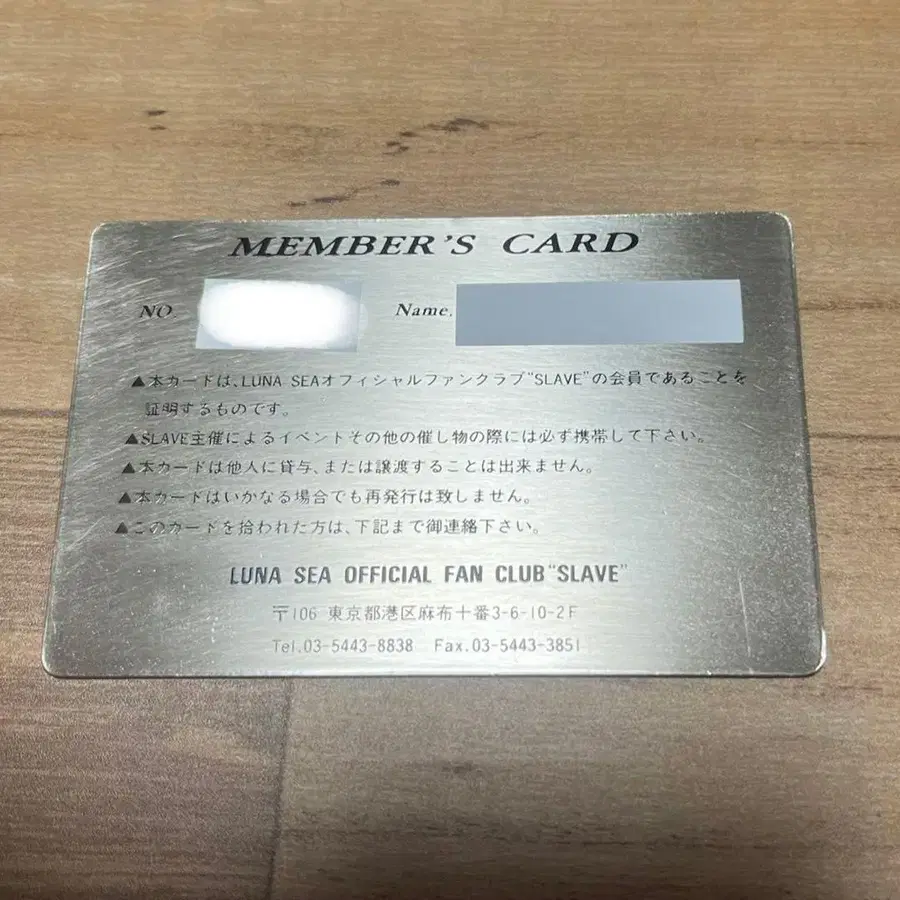 MEMBER'S CARD
NO. Name.
▲本カードは、LUNA SEAオフィシャルファンクラブ"SLAVE"の会員であることを
証明するものです。
▲SLAVE主催によるイベントその他の催し物の際には必ず携帯して下さい。
▲本カードは他人に貸与、または譲渡することは出来ません。
▲本カードはいかなる場合でも再発行は致しません。
▲このカードを拾われた方は、下記まで御連絡下さい。
LUNA SEA OFFICIAL FAN CLUB"SLAVE"
〒106 東京都港区麻布十番3-6-10-2F
Tel.03-5443-8838 Fax.03-5443-3851